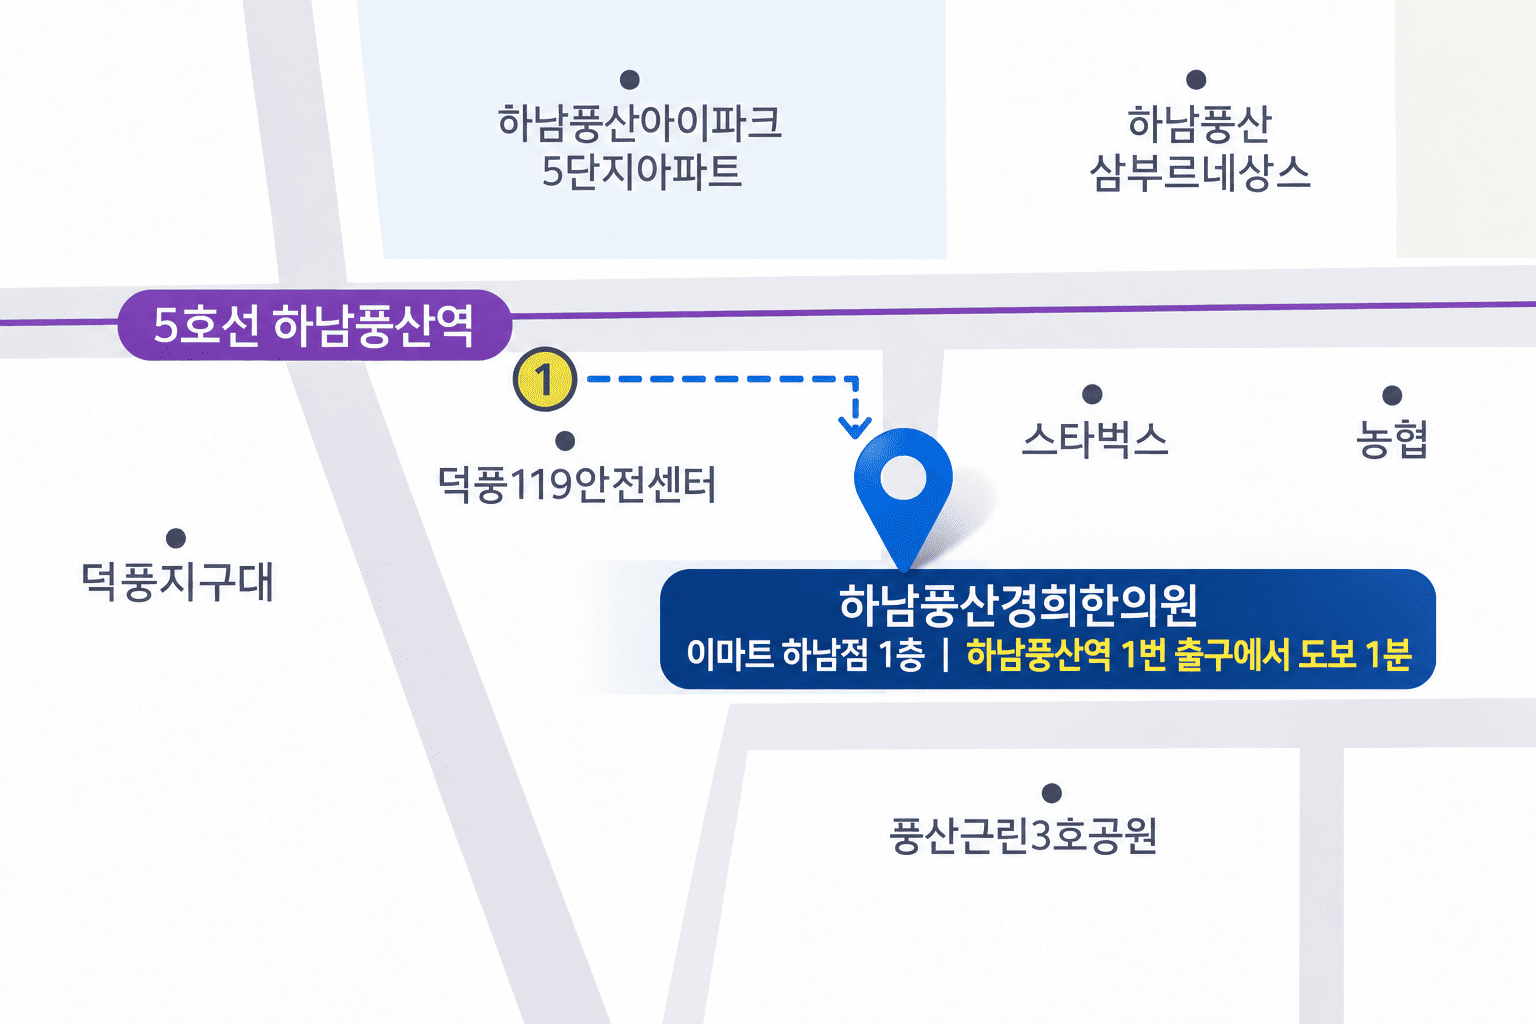 하남풍산아이파크
5단지아파트
하남풍산
삼부르네상스
5호선 하남풍산역
1
스타벅스
농협
덕풍119안전센터
덕풍지구대
하남풍산경희한의원
이마트 하남점 1층 | 하남풍산역 1번 출구에서 도보 1분
풍산근린3호공원